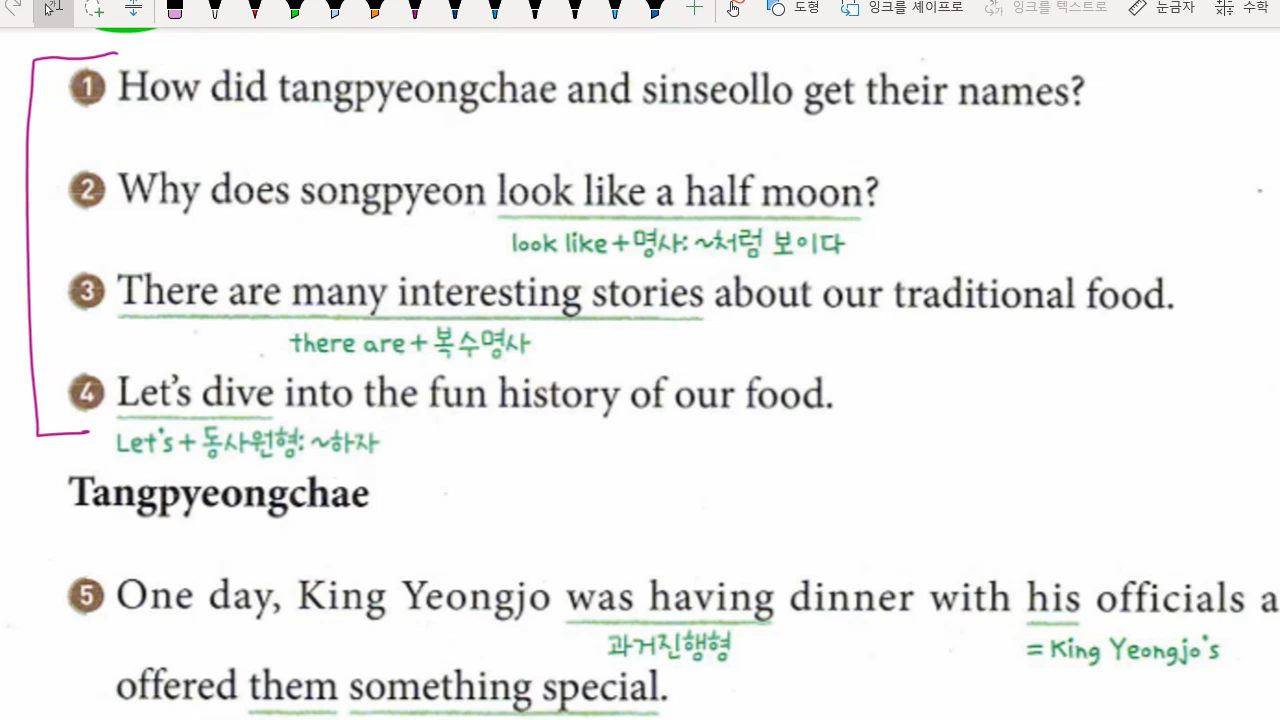 도형 잉크를 셰이프로 잉크를 텍스트로 눈금자 수학
1 How did tangpyeongchae and sinseollo get their names?
2 Why does songpyeon look like a half moon?
look like + 명사: ~처럼 보이다
3 There are many interesting stories about our traditional food.
there are + 복수명사
4 Let's dive into the fun history of our food.
Let's + 동사원형: ~하자
Tangpyeongchae
5 One day, King Yeongjo was having dinner with his officials a
과거진행형 = King Yeongjo's
offered them something special.